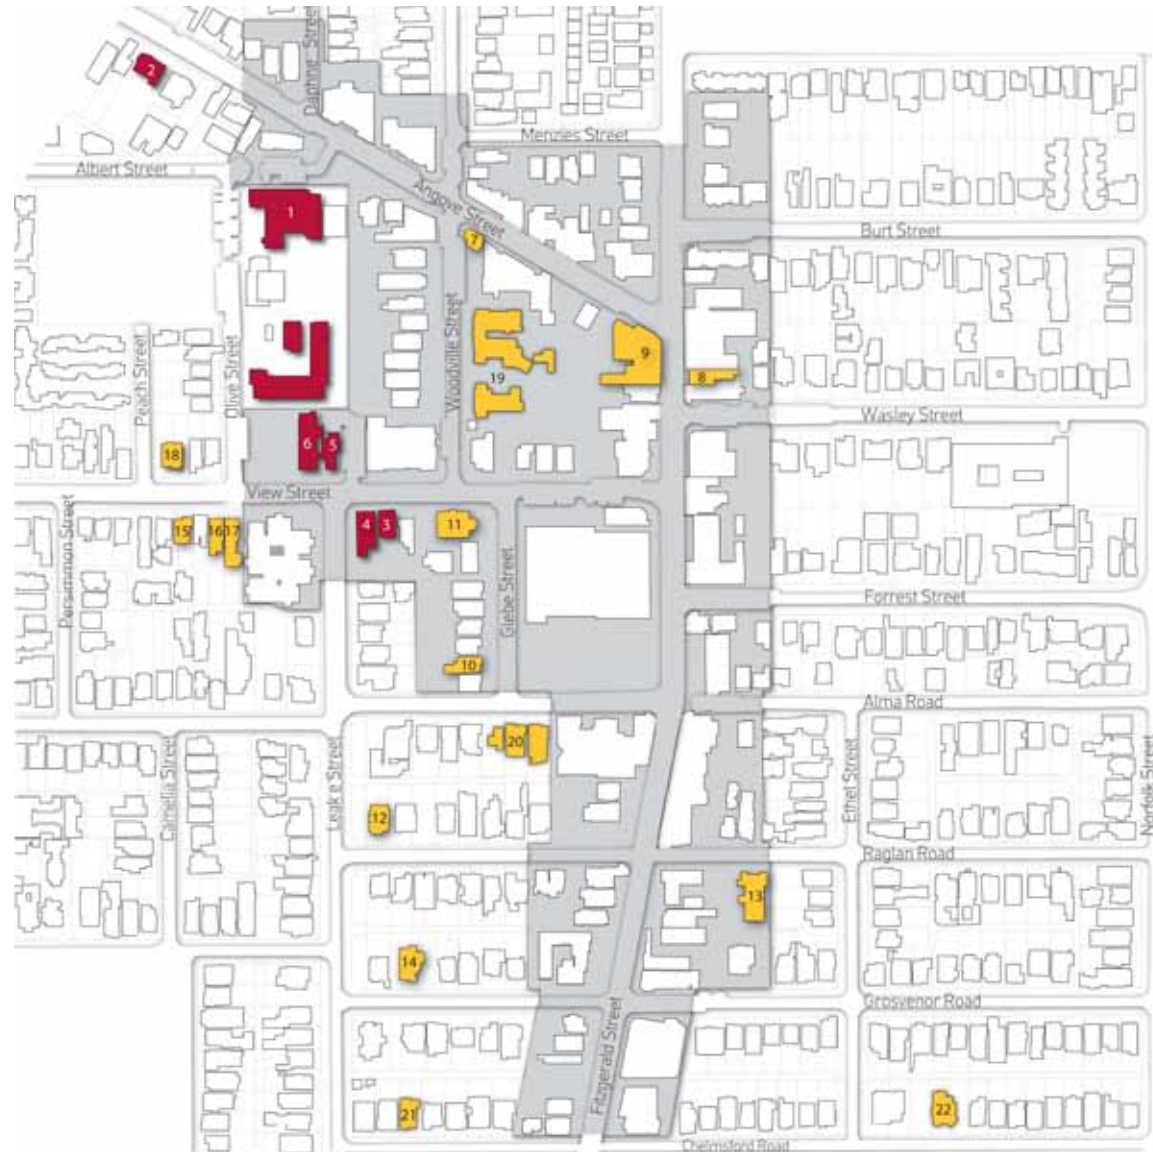 Daphne Street
2
Menzies Street
Albert Street
Angove Street
1
Burt Street
7
Woodville Street
Olive Street
Peach Street
19
9
8
Wasley Street
6
5
18
View Street
Persimmon Street
15
16
17
4
3
11
Glebe Street
Forrest Street
10
Alma Road
20
Camelia Street
Leake Street
12
Ethel Street
Norfolk Street
Raglan Road
13
14
Grosvenor Road
Fitzgerald Street
21
22
Chelmsford Road